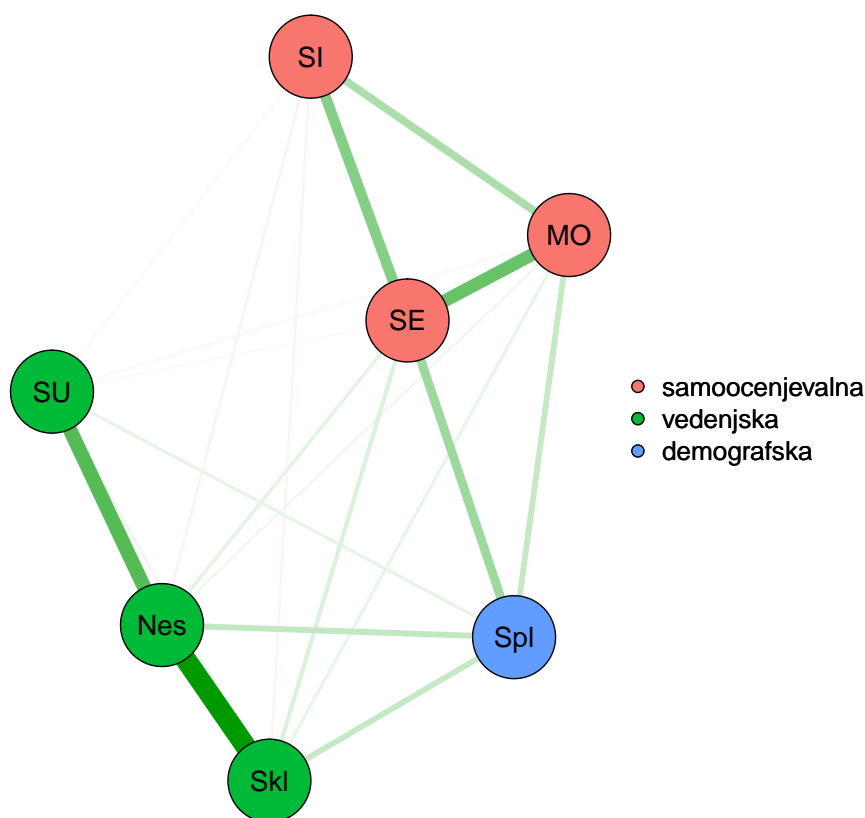 SI
MO
SE
SU
Nes
Spl
Skl
samoocenjevalna
vedenjska
demografska